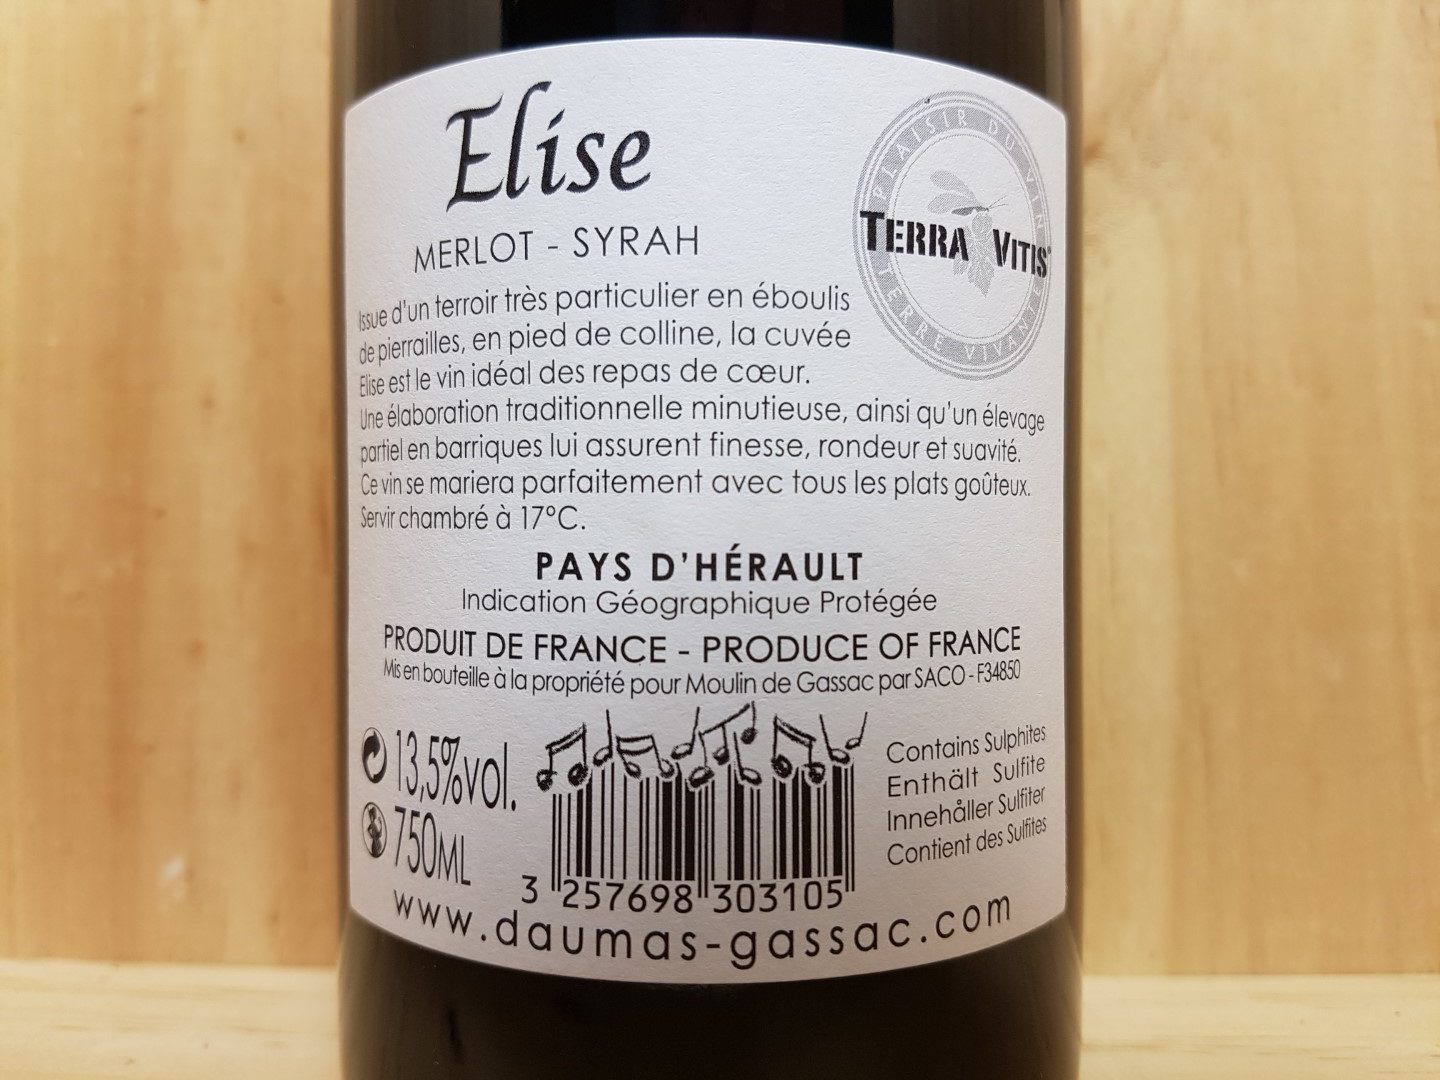 Elise
MERLOT - SYRAH
PLAISIR DU VIN
TERRA VITIS®
TERRE VIVANTE
Issue d'un terroir très particulier en éboulis
de pierrailles, en pied de colline, la cuvée
Elise est le vin idéal des repas de cœur.
Une élaboration traditionnelle minutieuse, ainsi qu'un élevage
partiel en barriques lui assurent finesse, rondeur et suavité.
Ce vin se mariera parfaitement avec tous les plats goûteux.
Servir chambré à 17°C.
PAYS D'HÉRAULT
Indication Géographique Protégée
PRODUIT DE FRANCE - PRODUCE OF FRANCE
Mis en bouteille à la propriété pour Moulin de Gassac par SACO - F34850
13,5%vol.
750ML
3 257698 303105
Contains Sulphites
Enthält Sulfite
Innehåller Sulfiter
Contient des Sulfites
www.daumas-gassac.com